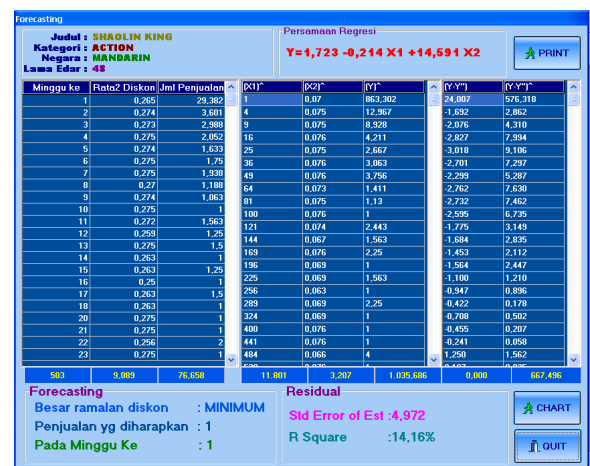 Forecasting
Judul : SHAOLIN KING
Kategori : ACTION
Negara : MANDARIN
Lama Edar : 48
Persamaan Regresi
Y=1,723 -0,214 X1 +14,591 X2
PRINT
Minggu ke Rata2 Diskon Jml Penjualan (X1)^ (X2)^ (Y)^ (Y-Y'') (Y-Y'')^
1 0,265 29,382 1 0,07 863,302 24,007 576,318
2 0,274 3,601 4 0,075 12,967 -1,692 2,862
3 0,273 2,988 9 0,075 8,928 -2,076 4,310
4 0,275 2,052 16 0,076 4,211 -2,827 7,994
5 0,274 1,633 25 0,075 2,667 -3,018 9,106
6 0,275 1,75 36 0,076 3,063 -2,701 7,297
7 0,275 1,938 49 0,076 3,756 -2,299 5,287
8 0,27 1,188 64 0,073 1,411 -2,762 7,630
9 0,274 1,063 81 0,075 1,13 -2,732 7,462
10 0,275 1 100 0,076 1 -2,595 6,735
11 0,272 1,563 121 0,074 2,443 -1,775 3,149
12 0,259 1,25 144 0,067 1,563 -1,684 2,835
13 0,275 1,5 169 0,076 2,25 -1,453 2,112
14 0,263 1 196 0,069 1 -1,564 2,447
15 0,263 1,25 225 0,069 1,563 -1,100 1,210
16 0,25 1 256 0,063 1 -0,947 0,896
17 0,263 1,5 289 0,069 2,25 -0,422 0,178
18 0,263 1 324 0,069 1 -0,708 0,502
20 0,275 1 400 0,076 1 -0,455 0,207
21 0,275 1 441 0,076 1 -0,241 0,058
22 0,256 2 484 0,066 4 1,250 1,562
23 0,275 1
503 9,089 76,658 11.801 3,207 1.035,686 0,000 667,496
Forecasting
Besar ramalan diskon : MINIMUM
Penjualan yg diharapkan : 1
Pada Minggu Ke : 1
Residual
Std Error of Est :4,972
R Square :14,16%
CHART
QUIT